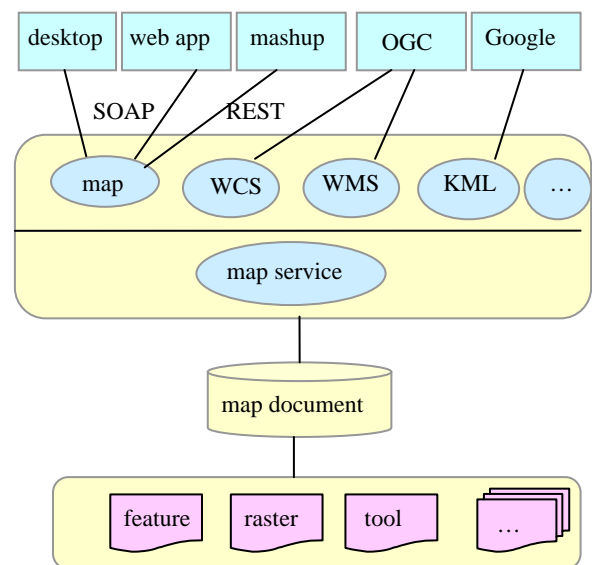 desktop web app mashup OGC Google
SOAP REST
map WCS WMS KML …
map service
map document
feature raster tool …